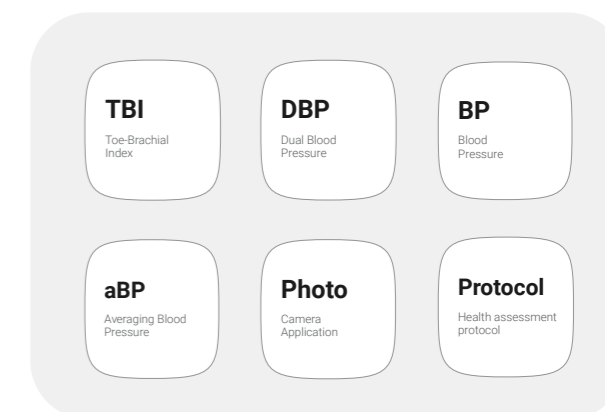 TBI
Toe-Brachial
Index
DBP
Dual Blood
Pressure
BP
Blood
Pressure
aBP
Averaging Blood
Pressure
Photo
Camera
Application
Protocol
Health assessment
protocol